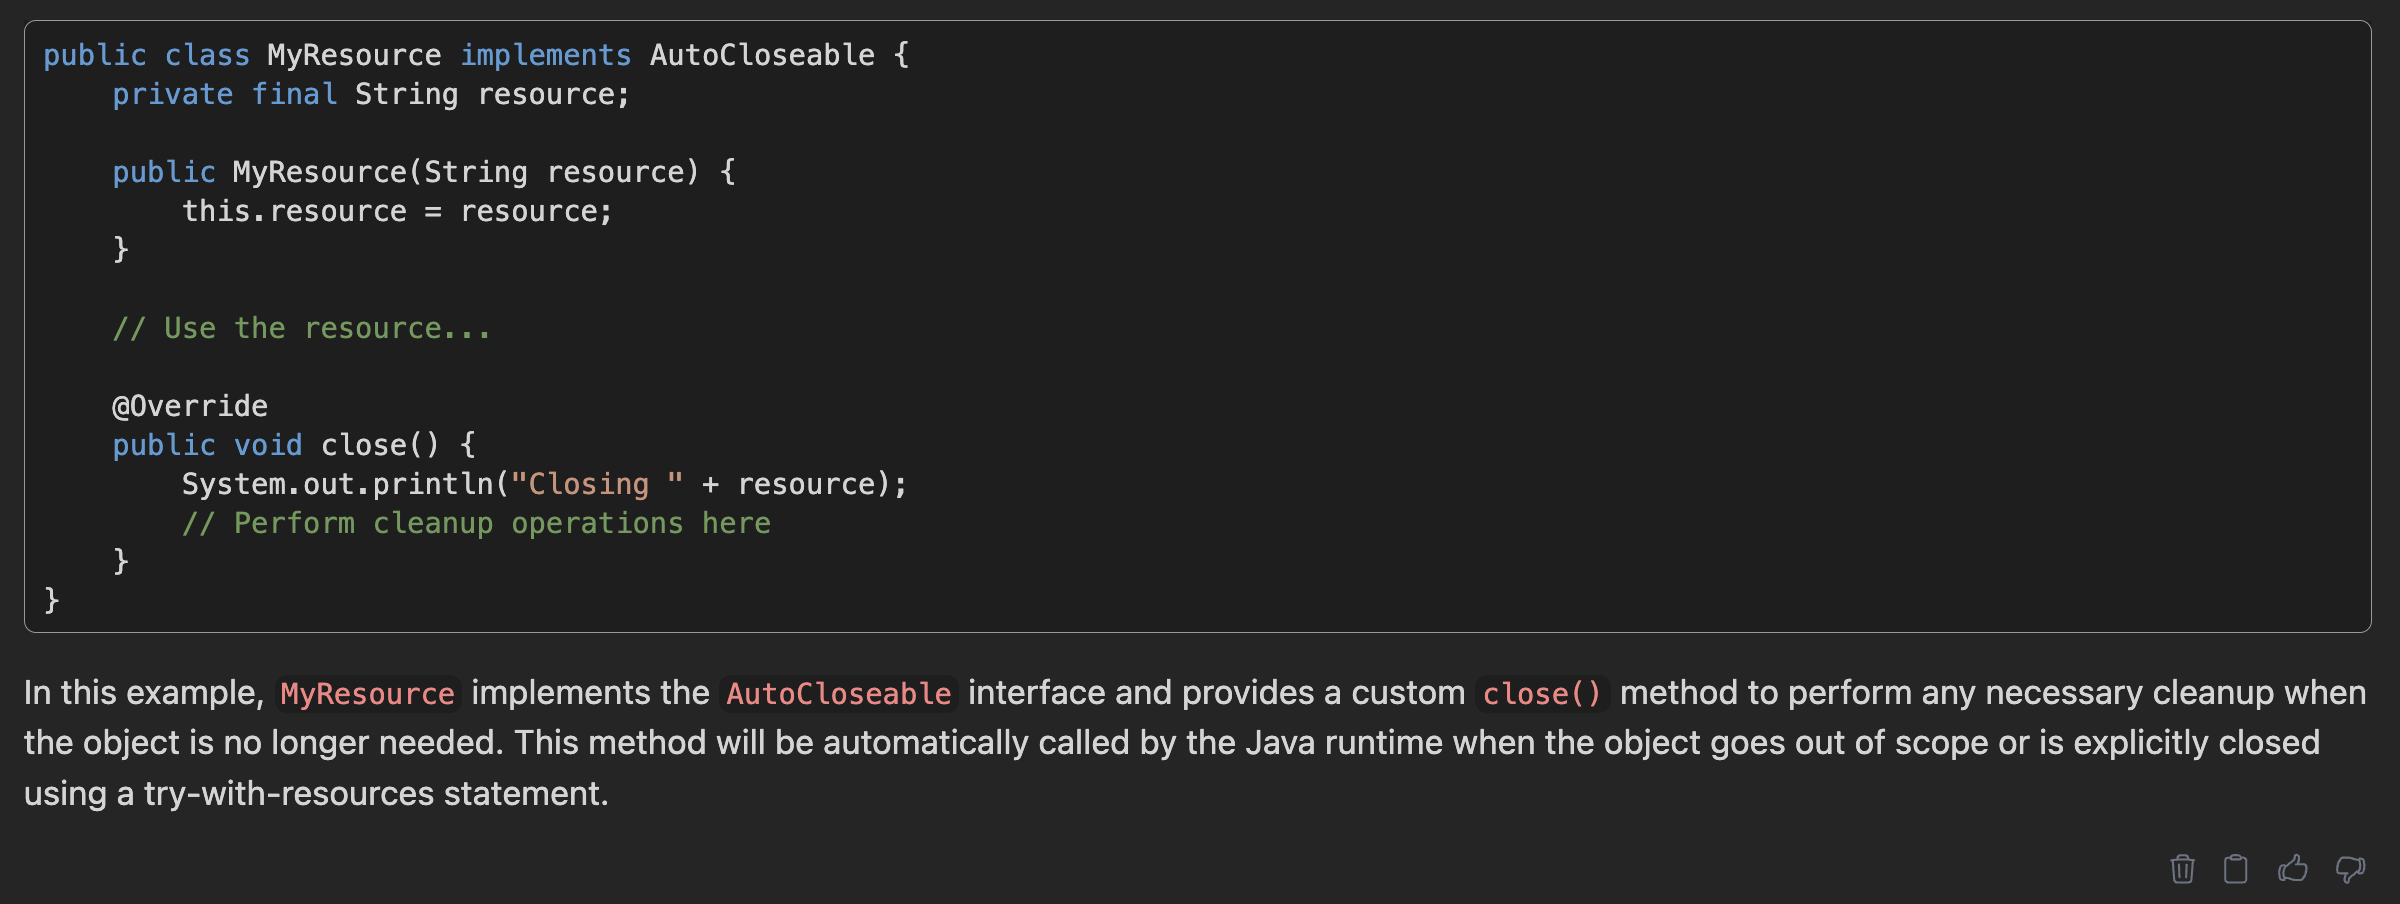 public class MyResource implements AutoCloseable {
    private final String resource;

    public MyResource(String resource) {
        this.resource = resource;
    }

    // Use the resource...

    @Override
    public void close() {
        System.out.println("Closing " + resource);
        // Perform cleanup operations here
    }
}
In this example, MyResource implements the AutoCloseable interface and provides a custom close() method to perform any necessary cleanup when
the object is no longer needed. This method will be automatically called by the Java runtime when the object goes out of scope or is explicitly closed
using a try-with-resources statement.